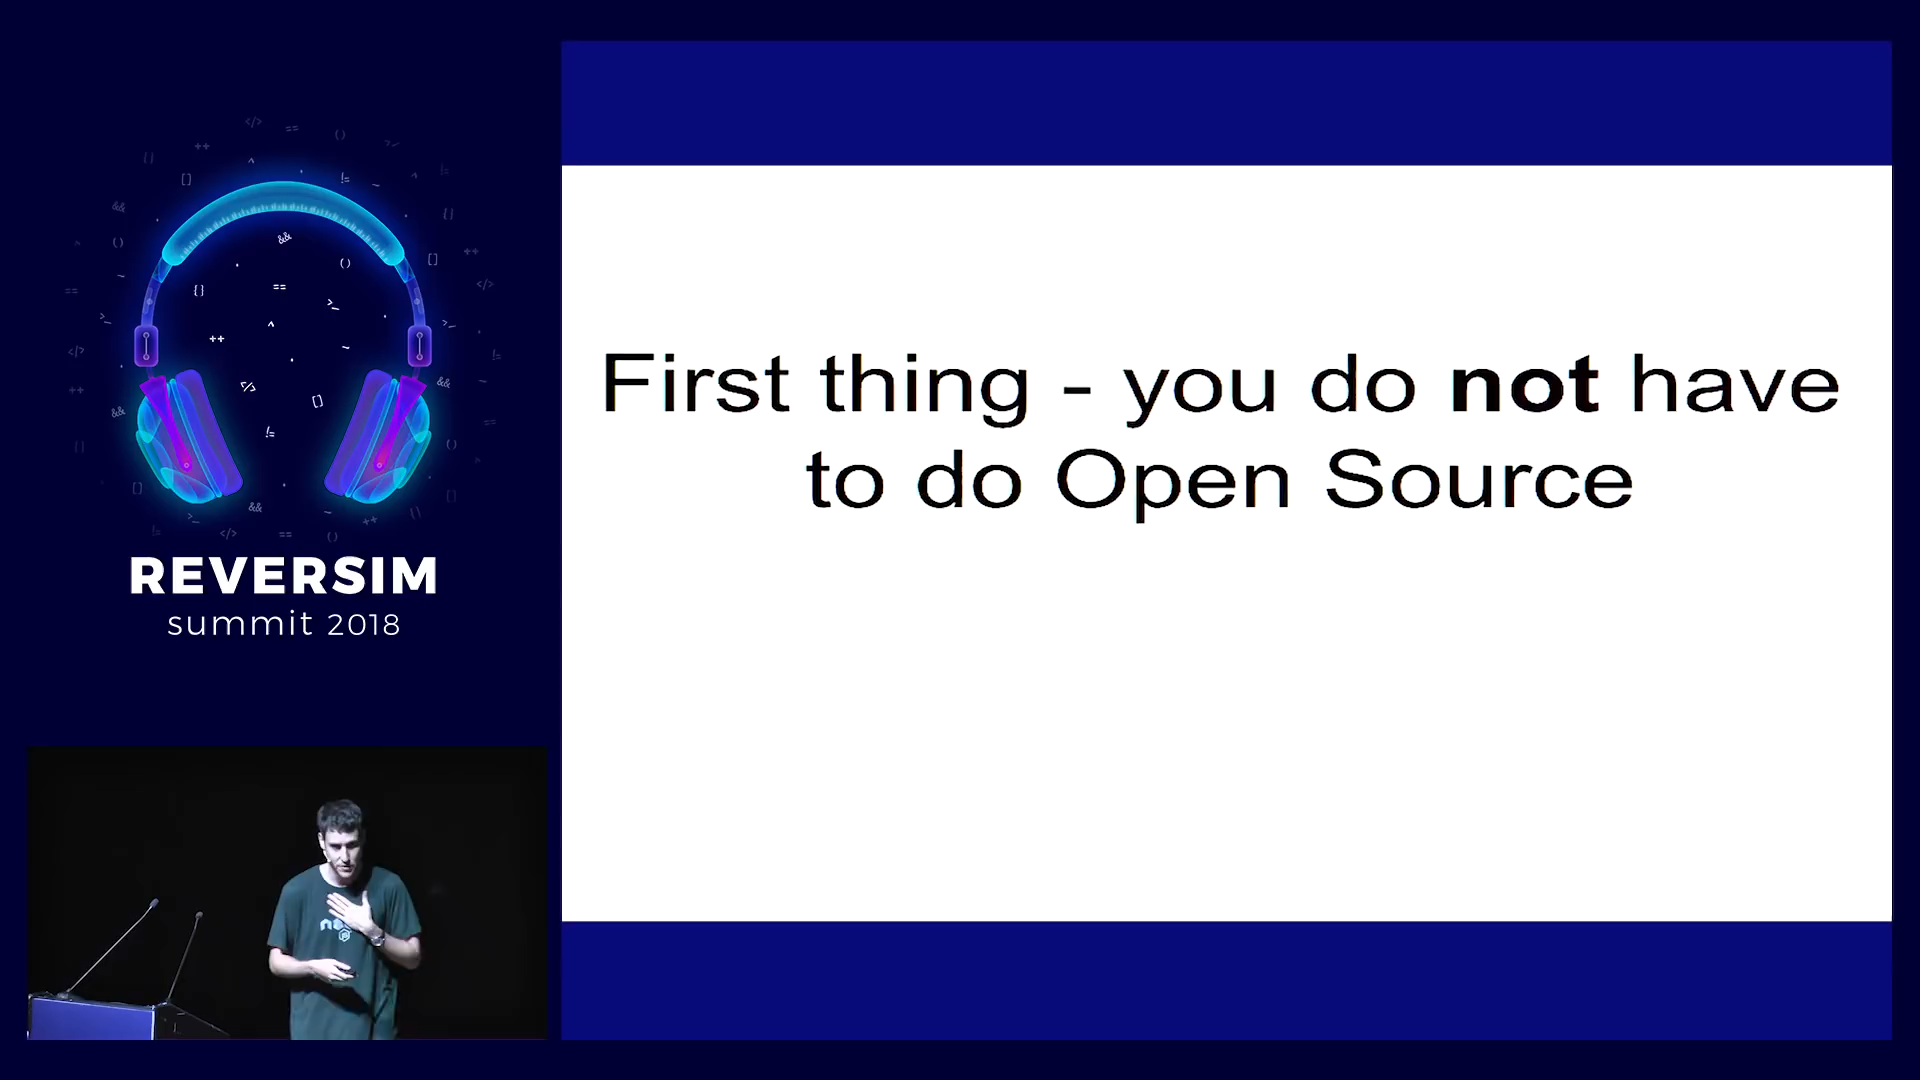 REVERSIM
summit 2018
First thing - you do not have
to do Open Source